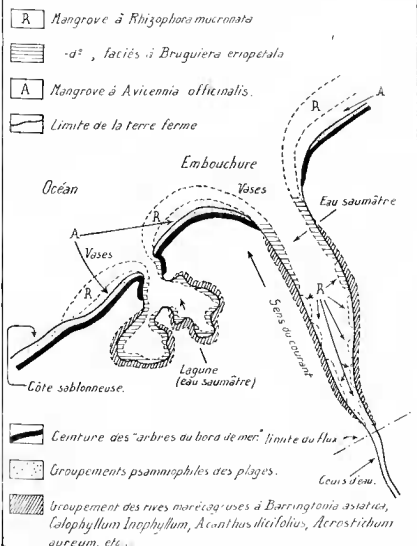 R Mangrove à Rhizophora mucronata
-d°, faciés à Bruguiera eriopetala
A Mangrove à Avicennia officinalis.
Limite de la terre ferme
R
A
Embouchure
Océan
Vases
Eau saumâtre
A
R
Vases
R
R
Sens du courant
Lagune
(eau saumâtre)
Côte sablonneuse.
Ceinture des "arbres du bord de mer."
limite du flux
Groupements psammophiles des plages.
Cours d'eau.
Groupement des rives marécageuses à Barringtonia asiatica,
Calophyllum Inophyllum, Acanthus ilicifolius, Acrostichum
aureum, etc.